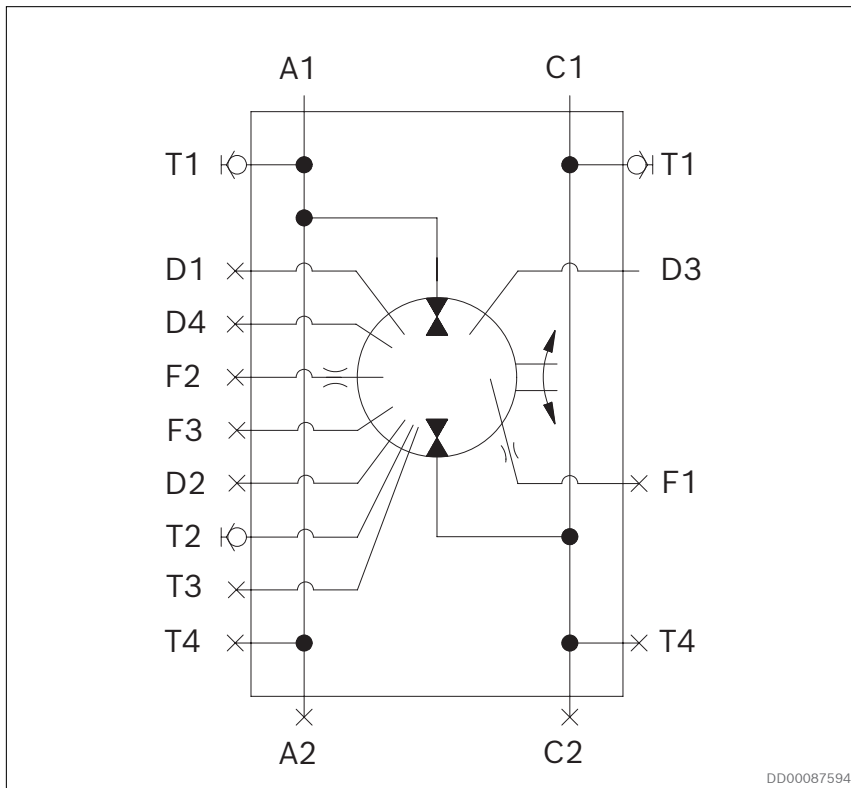 A1 C1
T1 T1
D1 D3
D4
F2
F3
D2 F1
T2
T3
T4 T4
A2 C2
DD00087594